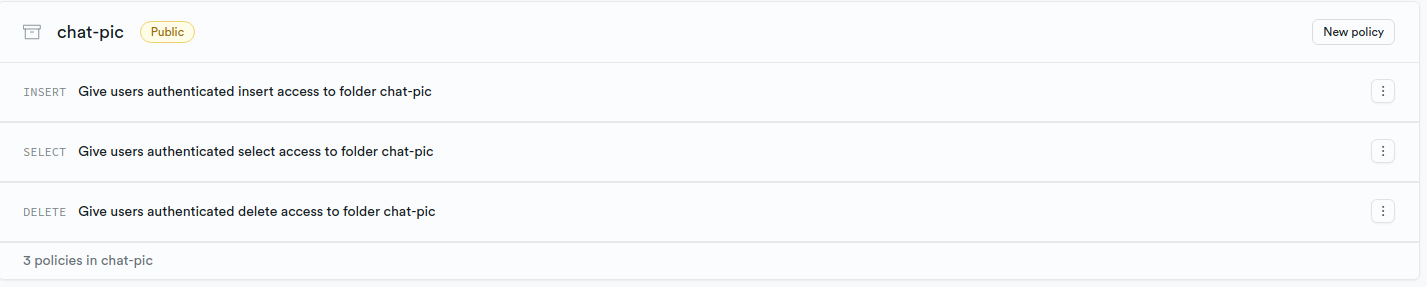 chat-pic Public New policy
INSERT Give users authenticated insert access to folder chat-pic
SELECT Give users authenticated select access to folder chat-pic
DELETE Give users authenticated delete access to folder chat-pic
3 policies in chat-pic